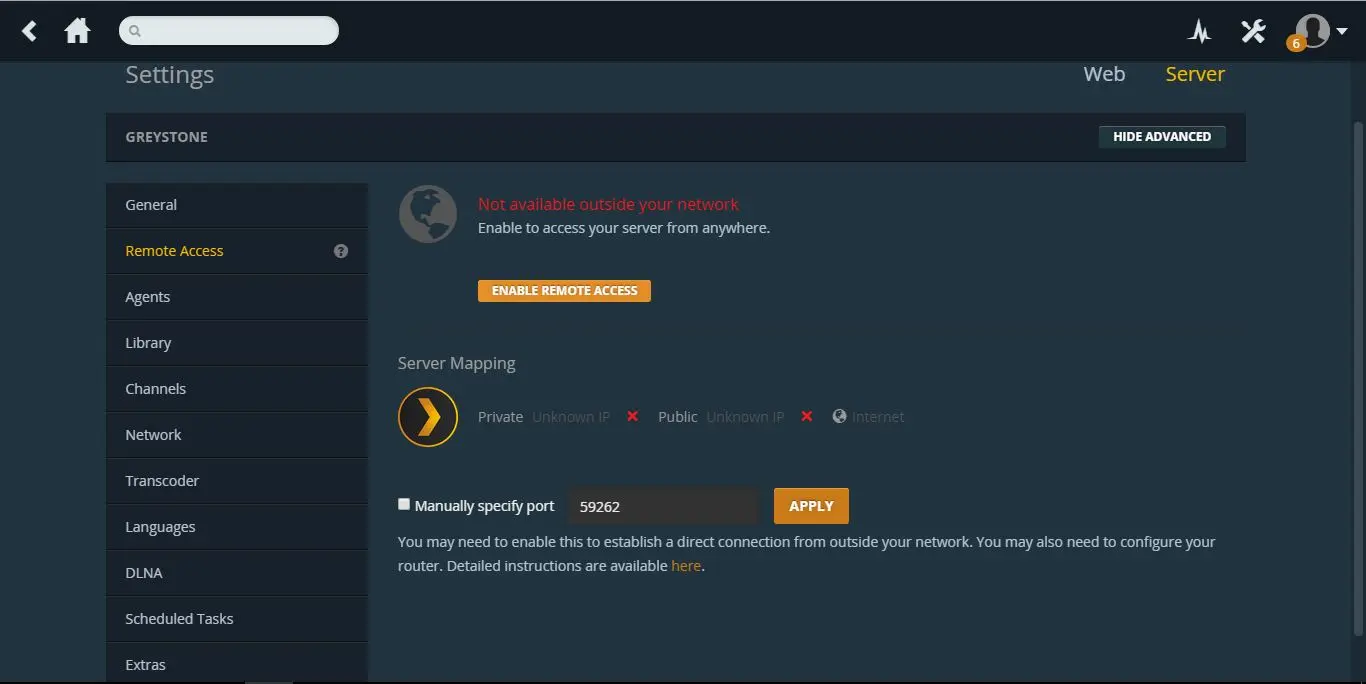 6
Settings
Web Server
GREYSTONE
HIDE ADVANCED
General
Remote Access ?
Agents
Library
Channels
Network
Transcoder
Languages
DLNA
Scheduled Tasks
Extras
Not available outside your network
Enable to access your server from anywhere.
ENABLE REMOTE ACCESS
Server Mapping
Private Unknown IP Public Unknown IP Internet
Manually specify port 59262 APPLY
You may need to enable this to establish a direct connection from outside your network. You may also need to configure your
router. Detailed instructions are available here.